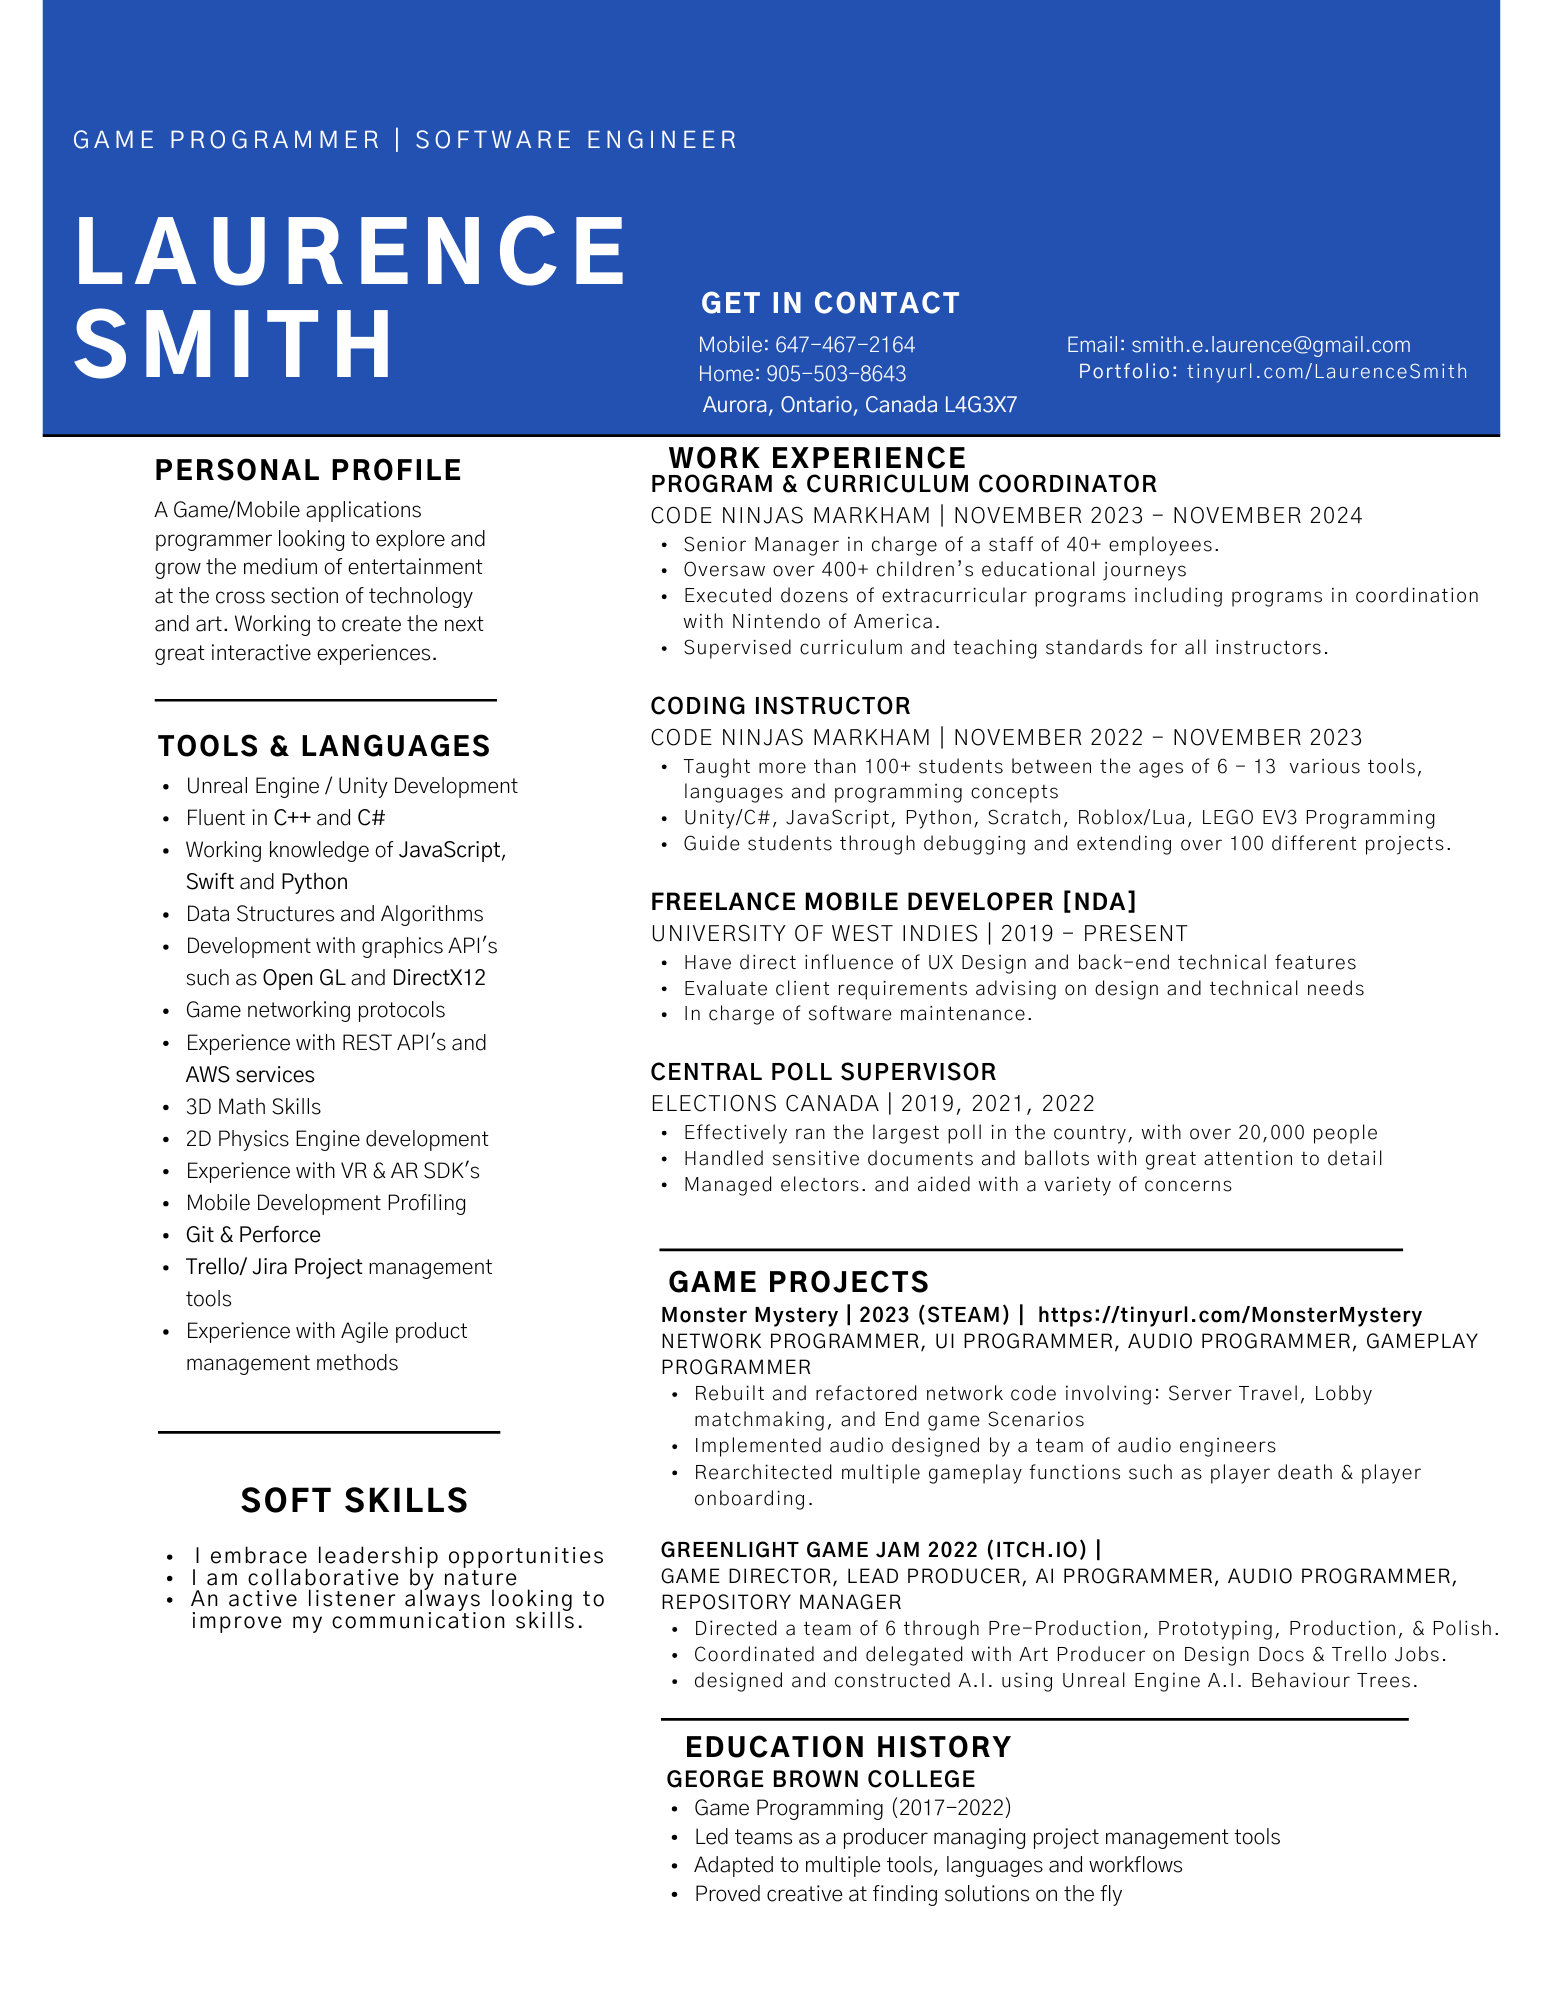 GAME PROGRAMMER | SOFTWARE ENGINEER
LAURENCE
SMITH
GET IN CONTACT
Mobile: 647-467-2164
Home: 905-503-8643
Aurora, Ontario, Canada L4G3X7
Email: smith.e.laurence@gmail.com
Portfolio: tinyurl.com/LaurenceSmith
PERSONAL PROFILE
A Game/Mobile applications
programmer looking to explore and
grow the medium of entertainment
at the cross section of technology
and art. Working to create the next
great interactive experiences.
TOOLS & LANGUAGES
• Unreal Engine / Unity Development
• Fluent in C++ and C#
• Working knowledge of JavaScript,
Swift and Python
• Data Structures and Algorithms
• Development with graphics API's
such as Open GL and DirectX12
• Game networking protocols
• Experience with REST API's and
AWS services
• 3D Math Skills
• 2D Physics Engine development
• Experience with VR & AR SDK's
• Mobile Development Profiling
• Git & Perforce
• Trello/ Jira Project management
tools
• Experience with Agile product
management methods
SOFT SKILLS
• I embrace leadership opportunities
• I am collaborative by nature
• An active listener always looking to
improve my communication skills.
WORK EXPERIENCE
PROGRAM & CURRICULUM COORDINATOR
CODE NINJAS MARKHAM | NOVEMBER 2023 - NOVEMBER 2024
• Senior Manager in charge of a staff of 40+ employees.
• Oversaw over 400+ children's educational journeys
• Executed dozens of extracurricular programs including programs in coordination
with Nintendo of America.
• Supervised curriculum and teaching standards for all instructors.
CODING INSTRUCTOR
CODE NINJAS MARKHAM | NOVEMBER 2022 - NOVEMBER 2023
• Taught more than 100+ students between the ages of 6 - 13 various tools,
languages and programming concepts
• Unity/C#, JavaScript, Python, Scratch, Roblox/Lua, LEGO EV3 Programming
• Guide students through debugging and extending over 100 different projects.
FREELANCE MOBILE DEVELOPER [NDA]
UNIVERSITY OF WEST INDIES | 2019 - PRESENT
• Have direct influence of UX Design and back-end technical features
• Evaluate client requirements advising on design and technical needs
• In charge of software maintenance.
CENTRAL POLL SUPERVISOR
ELECTIONS CANADA | 2019, 2021, 2022
• Effectively ran the largest poll in the country, with over 20,000 people
• Handled sensitive documents and ballots with great attention to detail
• Managed electors. and aided with a variety of concerns
GAME PROJECTS
Monster Mystery | 2023 (STEAM) | https://tinyurl.com/MonsterMystery
NETWORK PROGRAMMER, UI PROGRAMMER, AUDIO PROGRAMMER, GAMEPLAY
PROGRAMMER
• Rebuilt and refactored network code involving: Server Travel, Lobby
matchmaking, and End game Scenarios
• Implemented audio designed by a team of audio engineers
• Rearchitected multiple gameplay functions such as player death & player
onboarding.
GREENLIGHT GAME JAM 2022 (ITCH.IO) |
GAME DIRECTOR, LEAD PRODUCER, AI PROGRAMMER, AUDIO PROGRAMMER,
REPOSITORY MANAGER
• Directed a team of 6 through Pre-Production, Prototyping, Production, & Polish.
• Coordinated and delegated with Art Producer on Design Docs & Trello Jobs.
• designed and constructed A.I. using Unreal Engine A.I. Behaviour Trees.
EDUCATION HISTORY
GEORGE BROWN COLLEGE
• Game Programming (2017-2022)
• Led teams as a producer managing project management tools
• Adapted to multiple tools, languages and workflows
• Proved creative at finding solutions on the fly